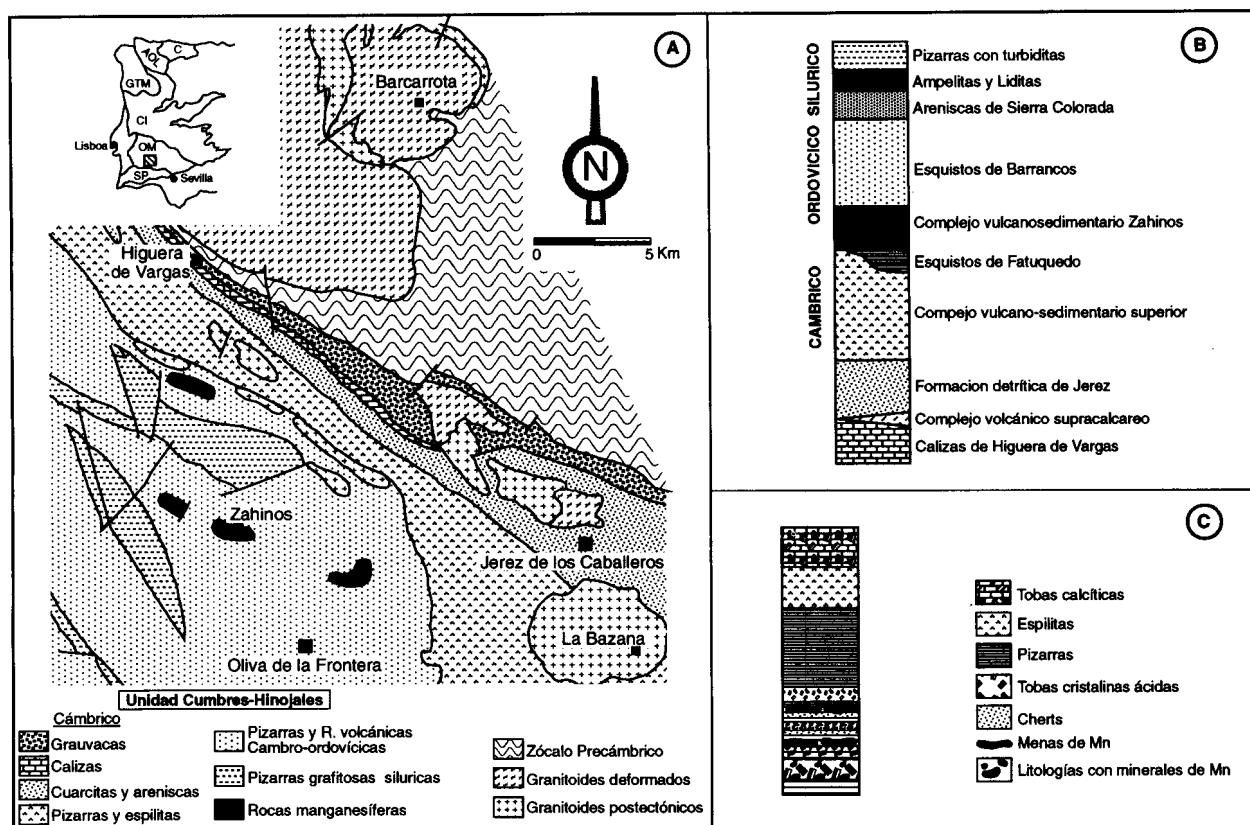 A
C
AOL
GTM
CI
Lisboa
OM
SP
Sevilla
Barcarrota
N
5 Km
Higuera
de Vargas
Zahinos
Jerez de los Caballeros
La Bazana
Oliva de la Frontera
Unidad Cumbres-Hinojales
Cámbrico
Grauvacas
Calizas
Cuarcitas y areniscas
Pizarras y espilitas
Pizarras y R. volcánicas
Cambro-ordovícicas
Pizarras grafitosas siluricas
Rocas manganesíferas
Zócalo Precámbrico
Granitoides deformados
Granitoides postectónicos
B
SILURICO
ORDOVICICO
CAMBRICO
Pizarras con turbiditas
Ampelitas y Liditas
Areniscas de Sierra Colorada
Esquistos de Barrancos
Complejo vulcanosedimentario Zahinos
Esquistos de Fatuquedo
Compejo vulcano-sedimentario superior
Formacion detrítica de Jerez
Complejo volcánico supracalcareo
Calizas de Higuera de Vargas
C
Tobas calcíticas
Espilitas
Pizarras
Tobas cristalinas ácidas
Cherts
Menas de Mn
Litologías con minerales de Mn